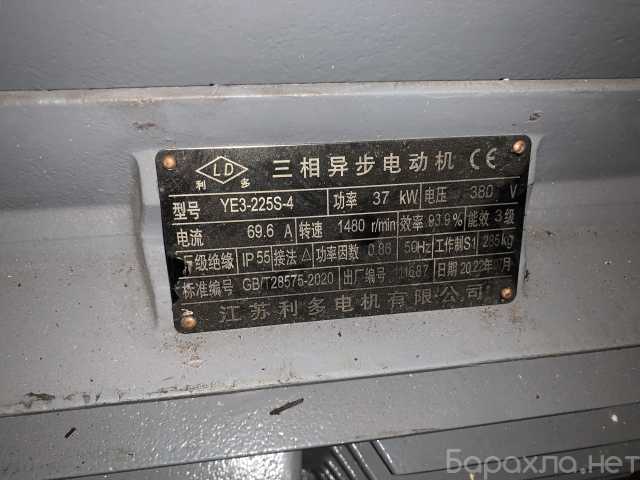 LD
利多
三相异步电动机 CE
型号 YE3-225S-4 功率 37 kW 电压 380 V
电流 69.6 A 转速 1480 r/min 效率 93.9% 能效 3级
F级绝缘 IP 55 接法 △ 功率因数 0.86 50Hz 工作制S1 285kg
标准编号 GB/T28575-2020 出厂编号 日期 2022年 月
江苏利多电机有限公司
Барахла.нет